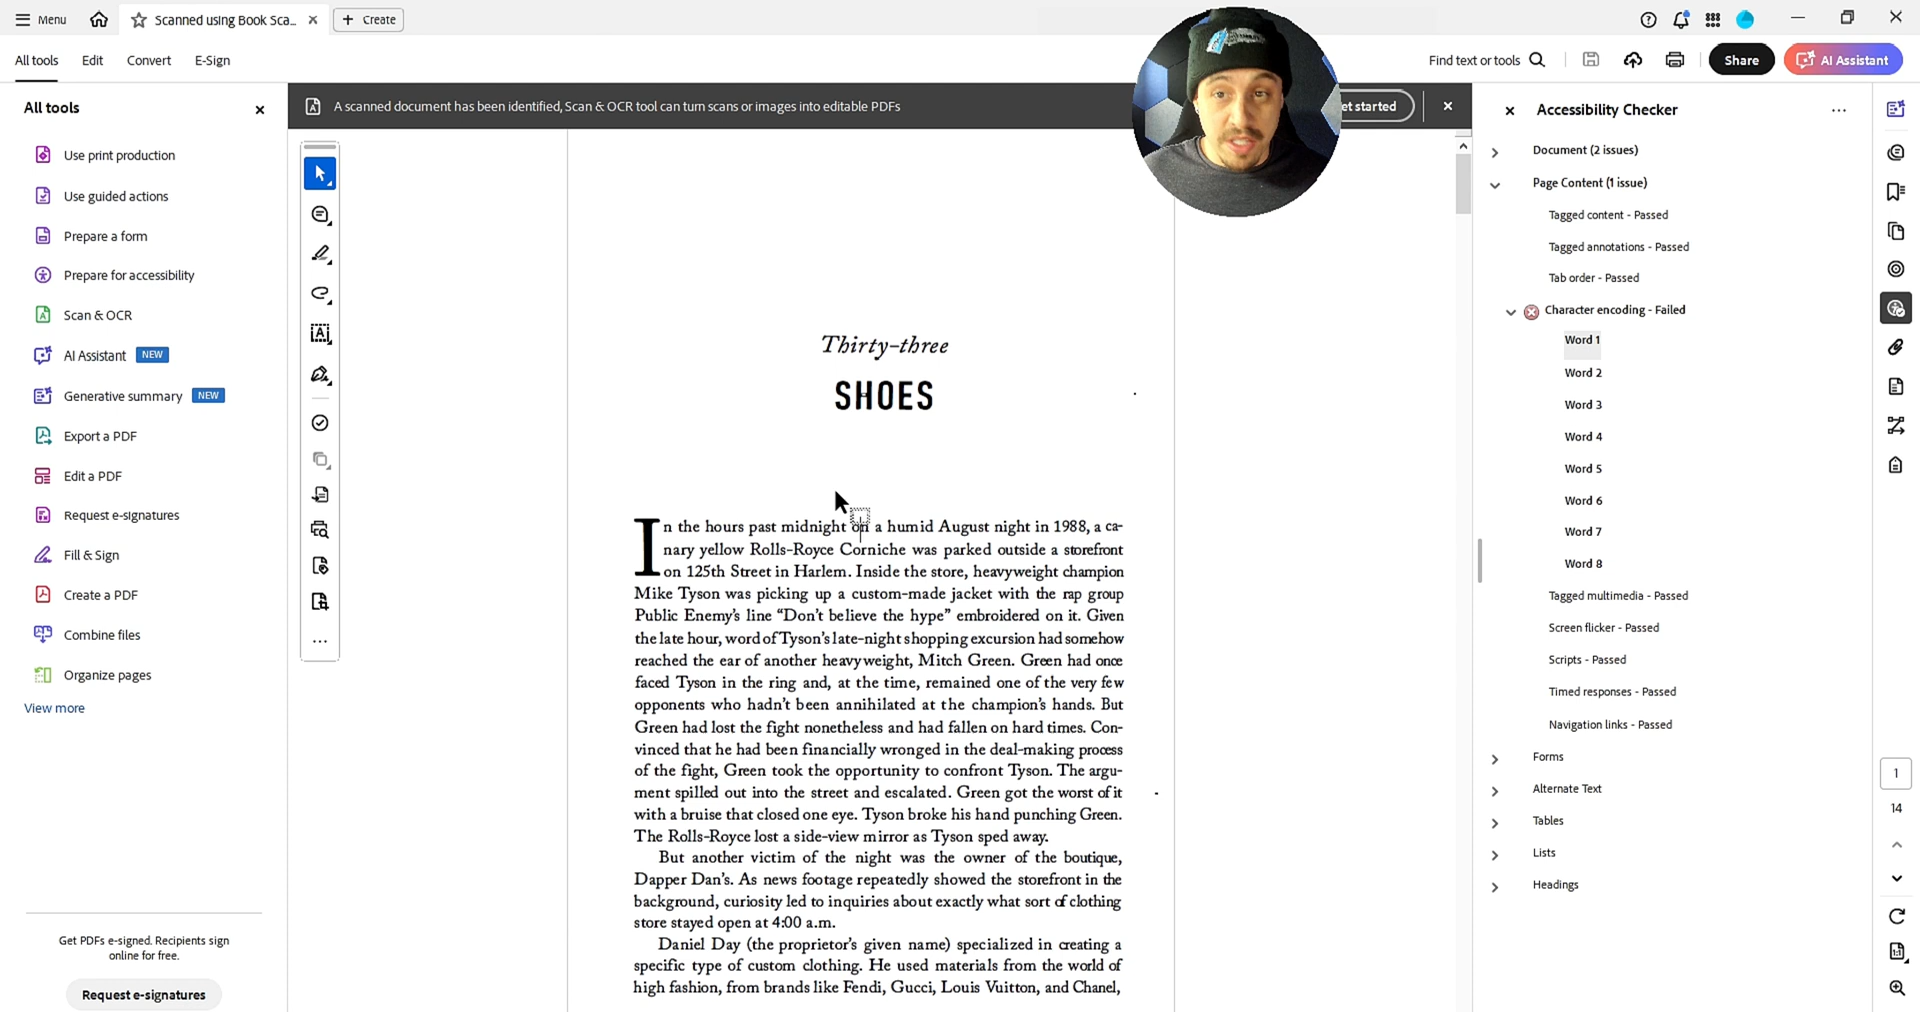 Menu
Scanned using Book Sca...
Create
All tools
Edit
Convert
E-Sign
Find text or tools
Share
AI Assistant
All tools
Use print production
Use guided actions
Prepare a form
Prepare for accessibility
Scan & OCR
AI Assistant NEW
Generative summary NEW
Export a PDF
Edit a PDF
Request e-signatures
Fill & Sign
Create a PDF
Combine files
Organize pages
View more
Get PDFs e-signed. Recipients sign
online for free.
Request e-signatures
A scanned document has been identified, Scan & OCR tool can turn scans or images into editable PDFs
et started
Thirty-three
SHOES
In the hours past midnight on a humid August night in 1988, a ca-
nary yellow Rolls-Royce Corniche was parked outside a storefront
on 125th Street in Harlem. Inside the store, heavyweight champion
Mike Tyson was picking up a custom-made jacket with the rap group
Public Enemy's line “Don't believe the hype” embroidered on it. Given
the late hour, word of Tyson's late-night shopping excursion had somehow
reached the ear of another heavyweight, Mitch Green. Green had once
faced Tyson in the ring and, at the time, remained one of the very few
opponents who hadn't been annihilated at the champion's hands. But
Green had lost the fight nonetheless and had fallen on hard times. Con-
vinced that he had been financially wronged in the deal-making process
of the fight, Green took the opportunity to confront Tyson. The argu-
ment spilled out into the street and escalated. Green got the worst of it
with a bruise that closed one eye. Tyson broke his hand punching Green.
The Rolls-Royce lost a side-view mirror as Tyson sped away.
But another victim of the night was the owner of the boutique,
Dapper Dan's. As news footage repeatedly showed the storefront in the
background, curiosity led to inquiries about exactly what sort of clothing
store stayed open at 4:00 a.m.
Daniel Day (the proprietor's given name) specialized in creating a
specific type of custom clothing. He used materials from the world of
high fashion, from brands like Fendi, Gucci, Louis Vuitton, and Chanel,
Accessibility Checker
Document (2 issues)
Page Content (1 issue)
Tagged content - Passed
Tagged annotations - Passed
Tab order - Passed
Character encoding - Failed
Word 1
Word 2
Word 3
Word 4
Word 5
Word 6
Word 7
Word 8
Tagged multimedia - Passed
Screen flicker - Passed
Scripts - Passed
Timed responses - Passed
Navigation links - Passed
Forms
Alternate Text
Tables
Lists
Headings
1
14